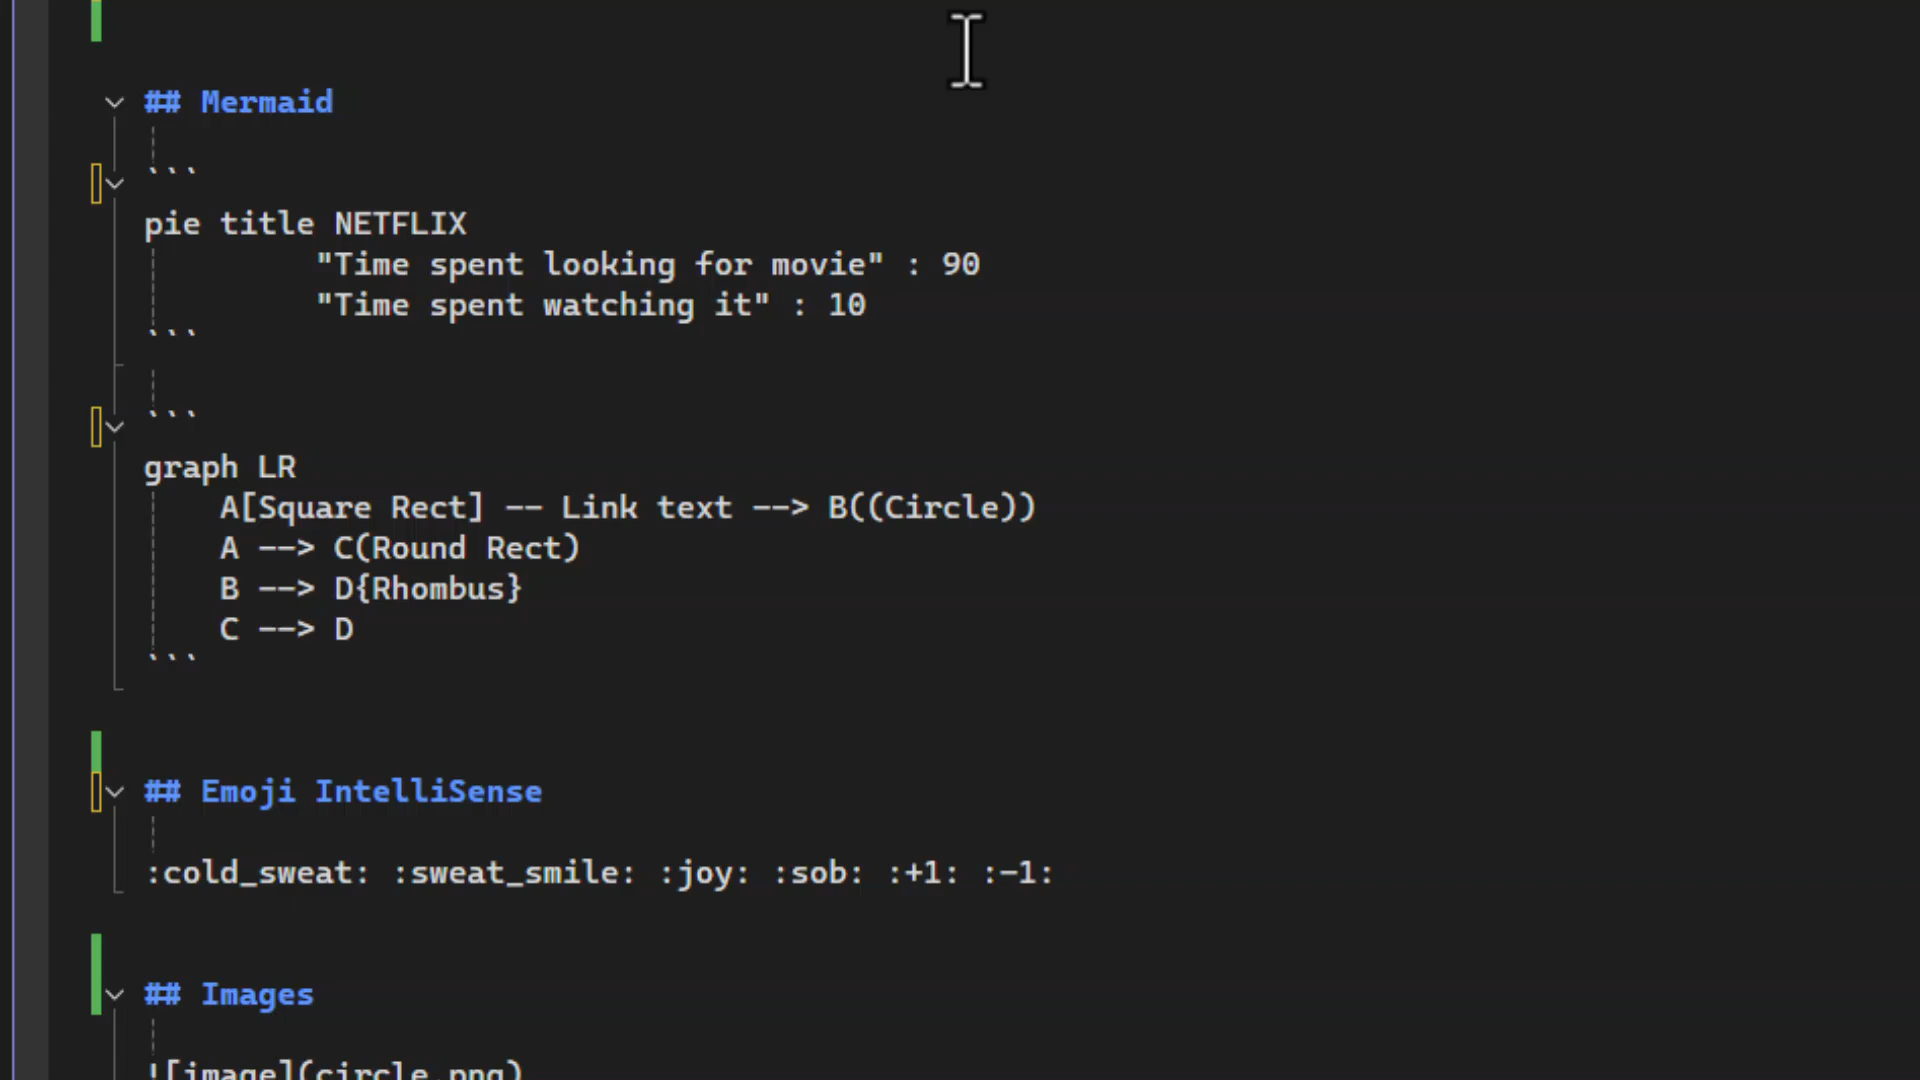 ## Mermaid
```
pie title NETFLIX
"Time spent looking for movie" : 90
"Time spent watching it" : 10
```
```
graph LR
A[Square Rect] -- Link text --> B((Circle))
A --> C(Round Rect)
B --> D{Rhombus}
C --> D
```
## Emoji IntelliSense
:cold_sweat: :sweat_smile: :joy: :sob: :+1: :-1:
## Images
![image](circle.png)